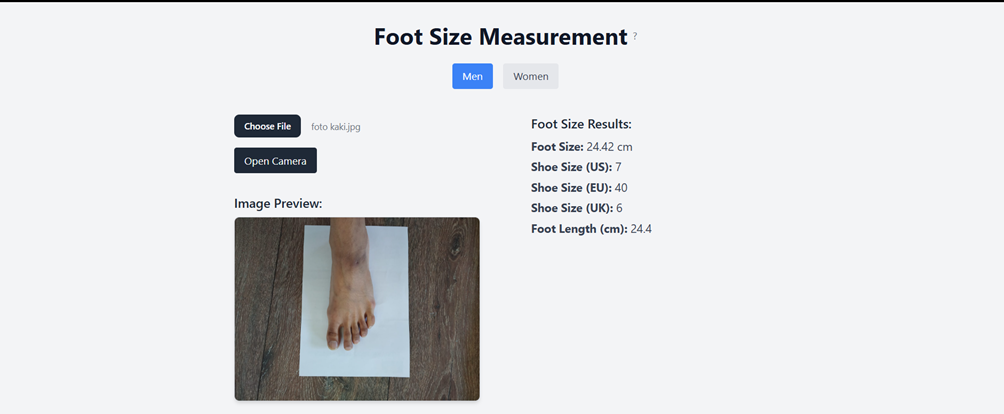 Foot Size Measurement ?
Men
Women
Choose File foto kaki.jpg
Open Camera
Image Preview:
Foot Size Results:
Foot Size: 24.42 cm
Shoe Size (US): 7
Shoe Size (EU): 40
Shoe Size (UK): 6
Foot Length (cm): 24.4